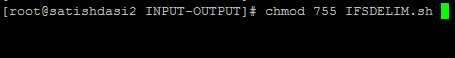 [root@satishdasi2 INPUT-OUTPUT]# chmod 755 IFSDELIM.sh